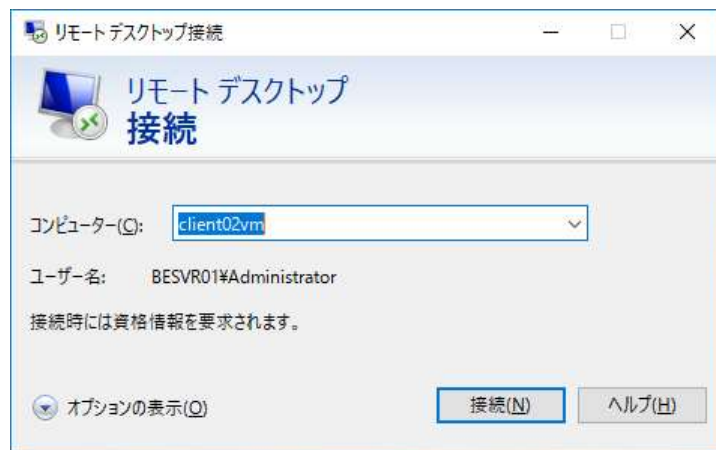 リモート デスクトップ接続
リモート デスクトップ
接続
コンピューター(C): client02vm
ユーザー名: BESVR01¥Administrator
接続時には資格情報を要求されます。
オプションの表示(O) 接続(N) ヘルプ(H)